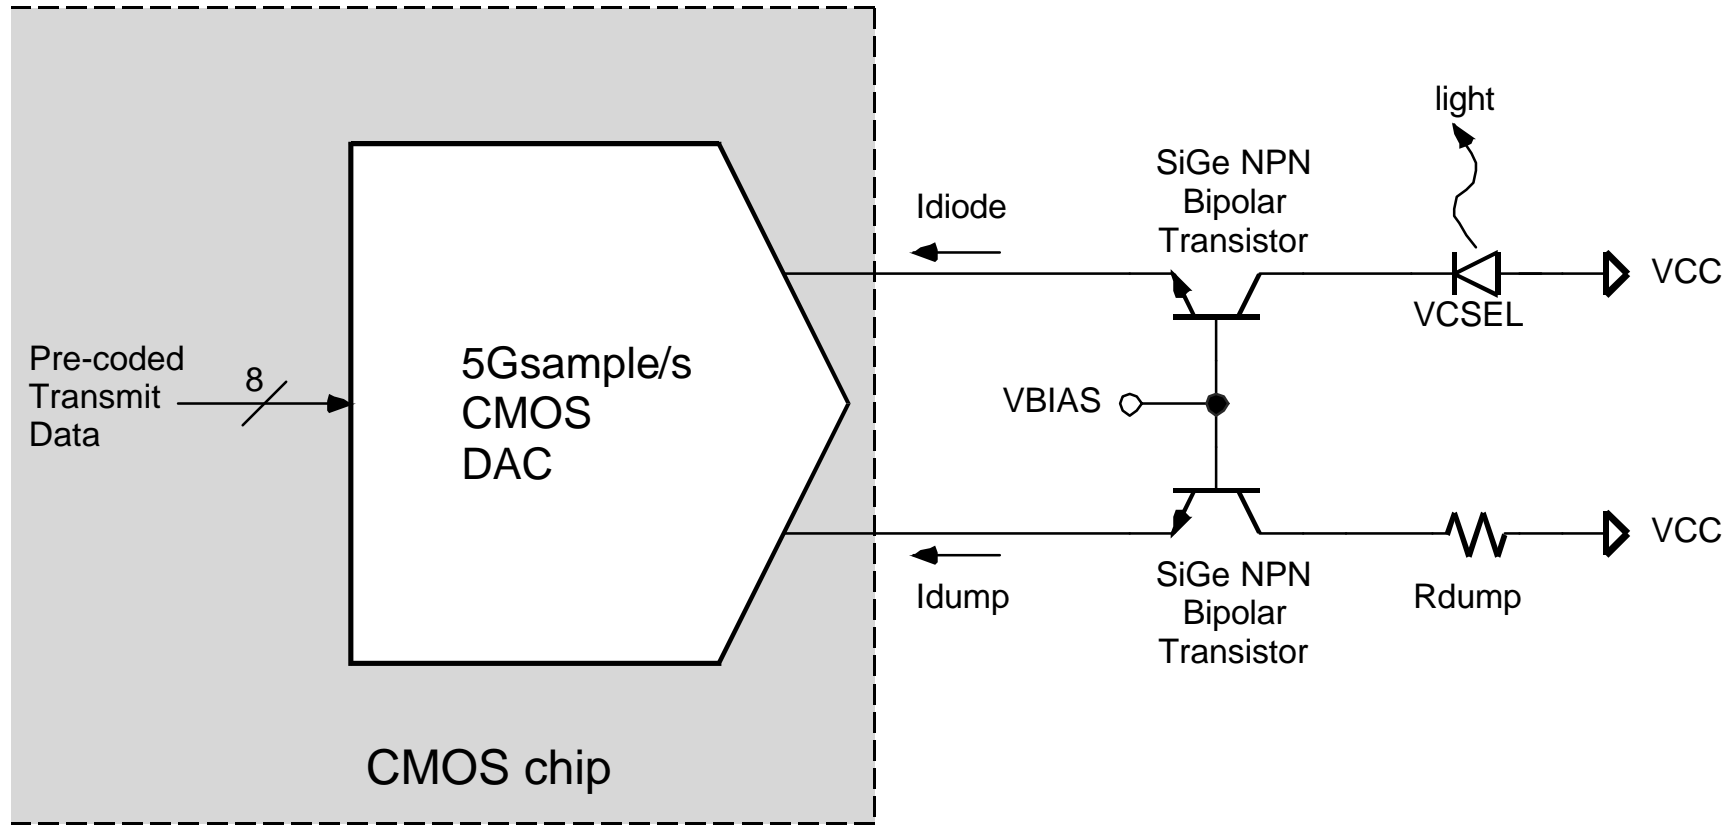 light
SiGe NPN
Bipolar
Transistor
Idiode
VCC
VCSEL
Pre-coded
Transmit
Data
8
5Gsample/s
CMOS
DAC
VBIAS
VCC
Idump
SiGe NPN
Bipolar
Transistor
Rdump
CMOS chip